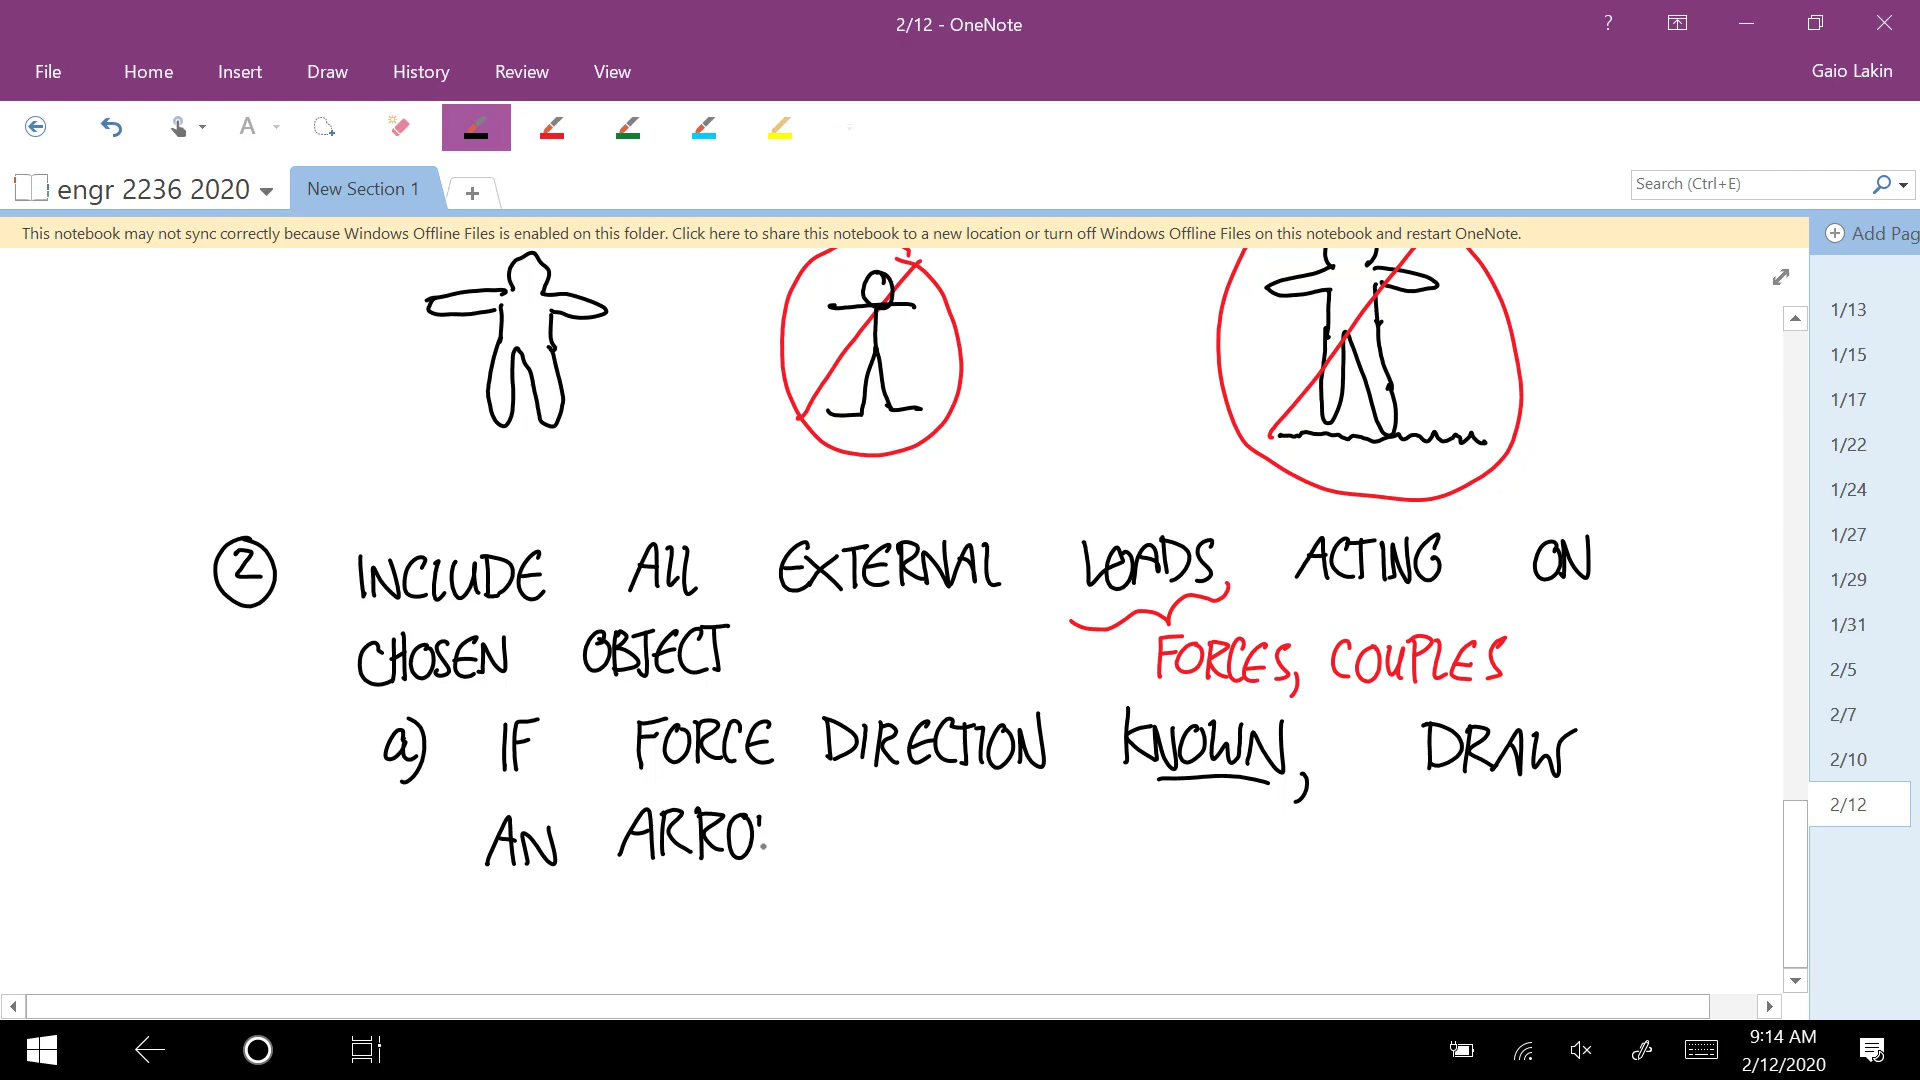 2/12 - OneNote
?
File Home Insert Draw History Review View
Gaio Lakin
A
engr 2236 2020
New Section 1
+
Search (Ctrl+E)
This notebook may not sync correctly because Windows Offline Files is enabled on this folder. Click here to share this notebook to a new location or turn off Windows Offline Files on this notebook and restart OneNote.
Add Pag
1/13
1/15
1/17
1/22
1/24
1/27
1/29
1/31
2/5
2/7
2/10
2/12
2 INCLUDE ALL EXTERNAL LOADS, ACTING ON
CHOSEN OBJECT
FORCES, COUPLES
a) IF FORCE DIRECTION KNOWN, DRAW
AN ARRO
9:14 AM
2/12/2020